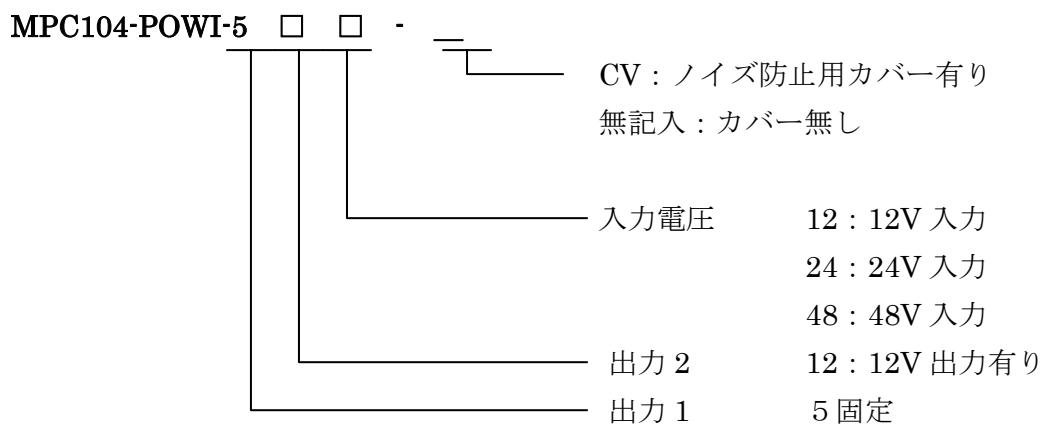 MPC104-POWI-5 □ □ - __
CV：ノイズ防止用カバー有り
無記入：カバー無し
入力電圧 12：12V 入力
24：24V 入力
48：48V 入力
出力 2 12：12V 出力有り
出力 1 ５固定